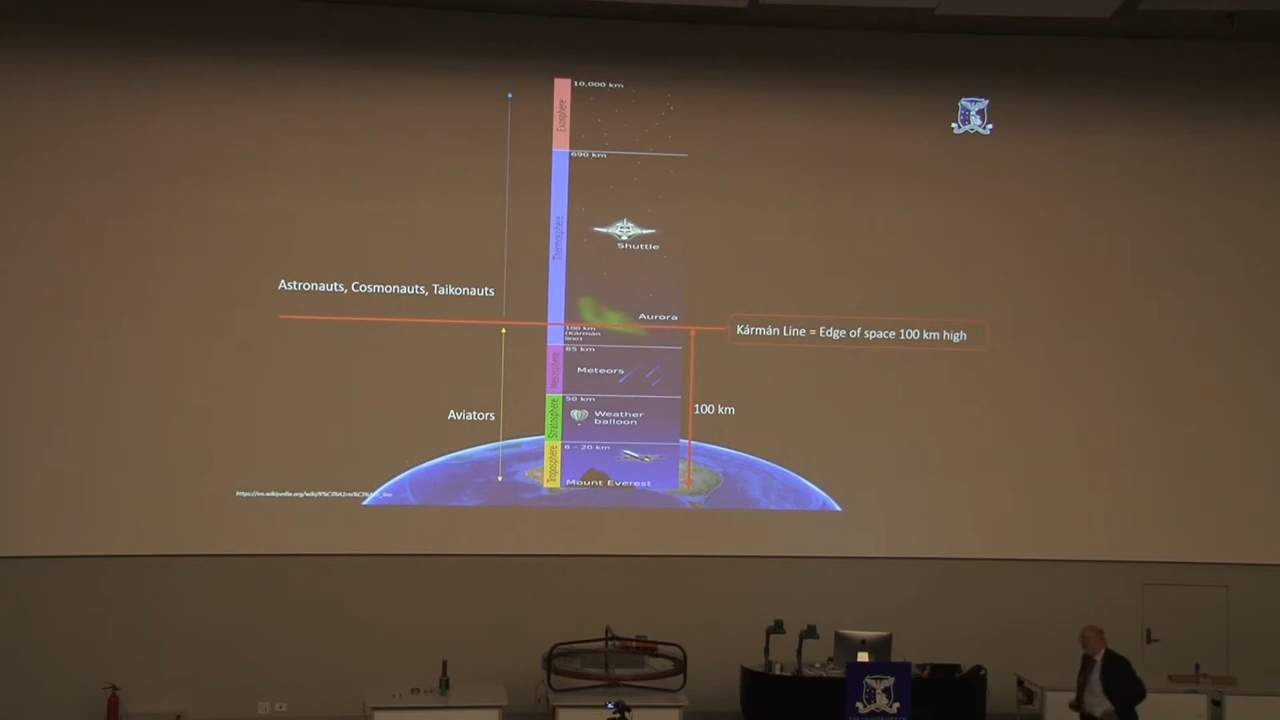 10,000 km
Exosphere
690 km
Thermosphere
Shuttle
Astronauts, Cosmonauts, Taikonauts
Aurora
100 km
(Kármán
line)
Kármán Line = Edge of space 100 km high
85 km
Mesosphere
Meteors
50 km
Stratosphere
Weather
balloon
Aviators
100 km
6 - 20 km
Troposphere
Mount Everest